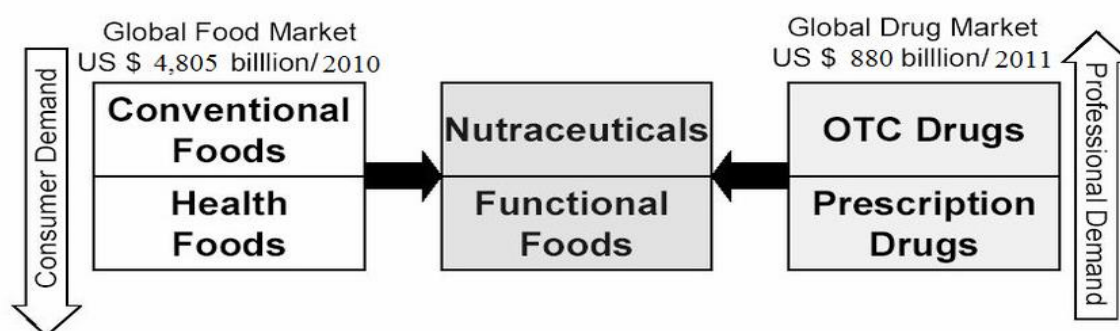 Consumer Demand
Global Food Market
US $ 4,805 billlion/2010
Conventional
Foods
Health
Foods
Nutraceuticals
Functional
Foods
Global Drug Market
US $ 880 billlion/ 2011
OTC Drugs
Prescription
Drugs
Professional Demand